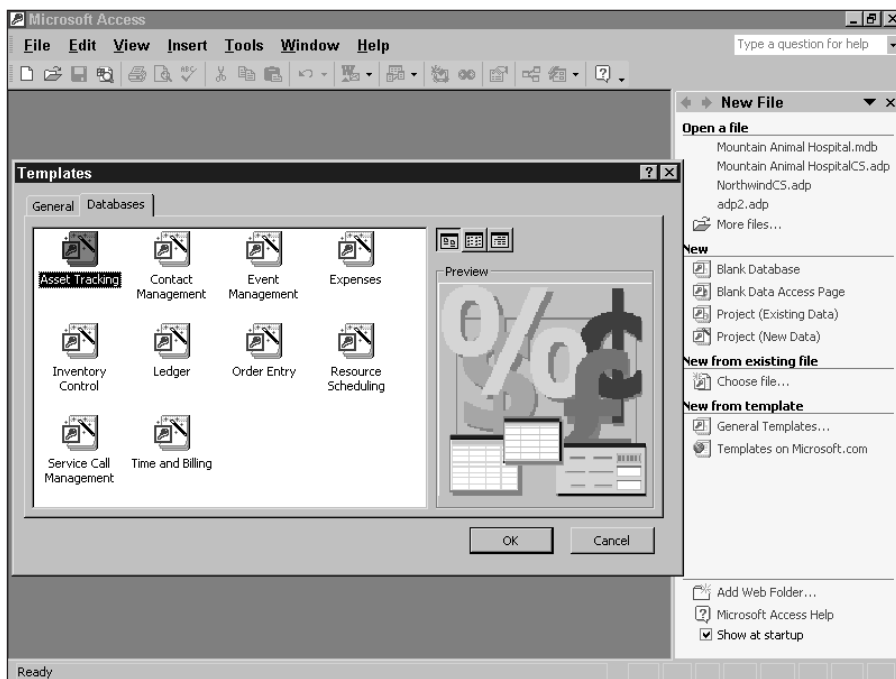 Microsoft Access
File Edit View Insert Tools Window Help
Type a question for help
New File
Open a file
Mountain Animal Hospital.mdb
Mountain Animal HospitalCS.adp
NorthwindCS.adp
adp2.adp
More files...
New
Blank Database
Blank Data Access Page
Project (Existing Data)
Project (New Data)
New from existing file
Choose file...
New from template
General Templates...
Templates on Microsoft.com
Add Web Folder...
Microsoft Access Help
Show at startup
Templates
General Databases
Asset Tracking
Contact Management
Event Management
Expenses
Inventory Control
Ledger
Order Entry
Resource Scheduling
Service Call Management
Time and Billing
Preview
OK Cancel
Ready